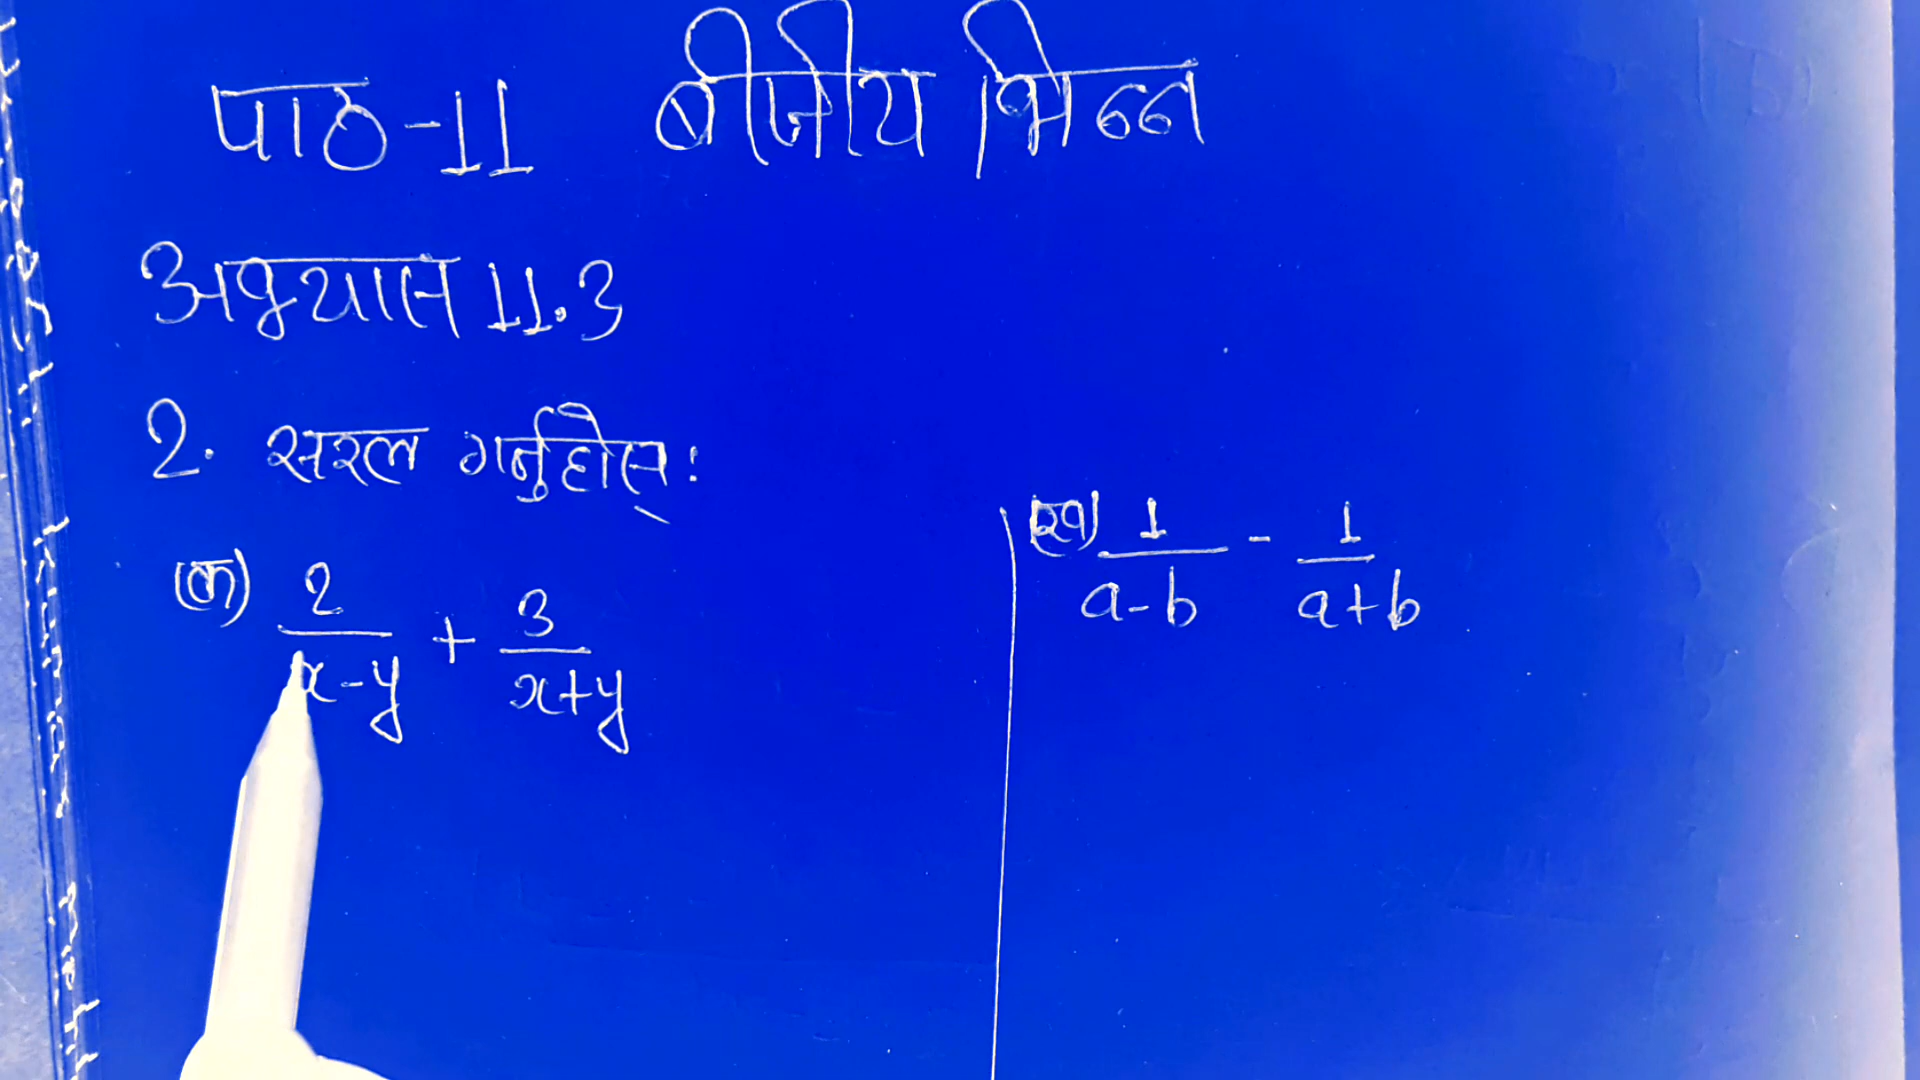 पाठ-11 बीजीय भिन्न
अभ्यास 11.3
2. सरल गर्नुहोस्:
(क) 2/(x-y) + 3/(x+y)
(ख) 1/(a-b) - 1/(a+b)